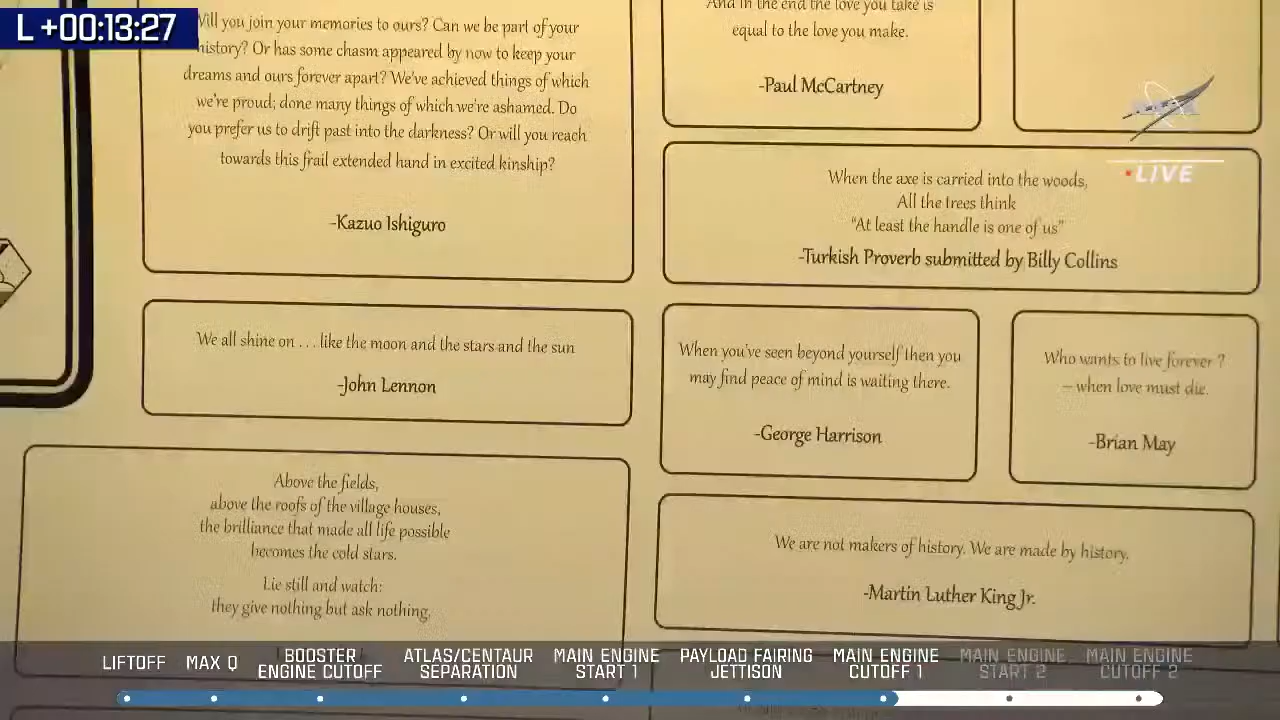 L +00:13:27
Will you join your memories to ours? Can we be part of your
history? Or has some chasm appeared by now to keep your
dreams and ours forever apart? We've achieved things of which
we're proud; done many things of which we're ashamed. Do
you prefer us to drift past into the darkness? Or will you reach
towards this frail extended hand in excited kinship?
-Kazuo Ishiguro
And in the end the love you take is
equal to the love you make.
-Paul McCartney
NASA
LIVE
When the axe is carried into the woods,
All the trees think
"At least the handle is one of us"
-Turkish Proverb submitted by Billy Collins
We all shine on . . . like the moon and the stars and the sun
-John Lennon
When you've seen beyond yourself then you
may find peace of mind is waiting there.
-George Harrison
Who wants to live forever ?
– when love must die.
-Brian May
Above the fields,
above the roofs of the village houses,
the brilliance that made all life possible
becomes the cold stars.
Lie still and watch:
they give nothing but ask nothing.
We are not makers of history. We are made by history.
-Martin Luther King Jr.
LIFTOFF
MAX Q
BOOSTER
ENGINE CUTOFF
ATLAS/CENTAUR
SEPARATION
MAIN ENGINE
START 1
PAYLOAD FAIRING
JETTISON
MAIN ENGINE
CUTOFF 1
MAIN ENGINE
START 2
MAIN ENGINE
CUTOFF 2